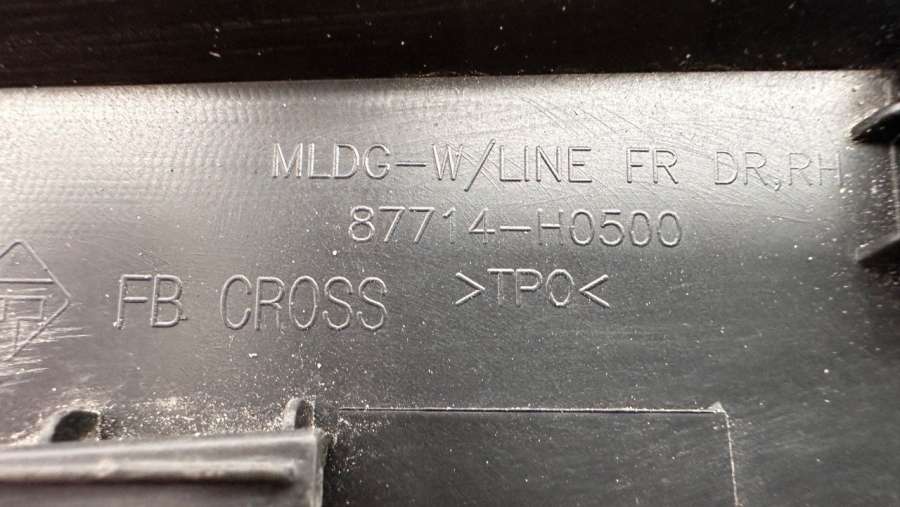 MLDG-W/LINE FR DR,RH
87714-H0500
FB CROSS >TPO<